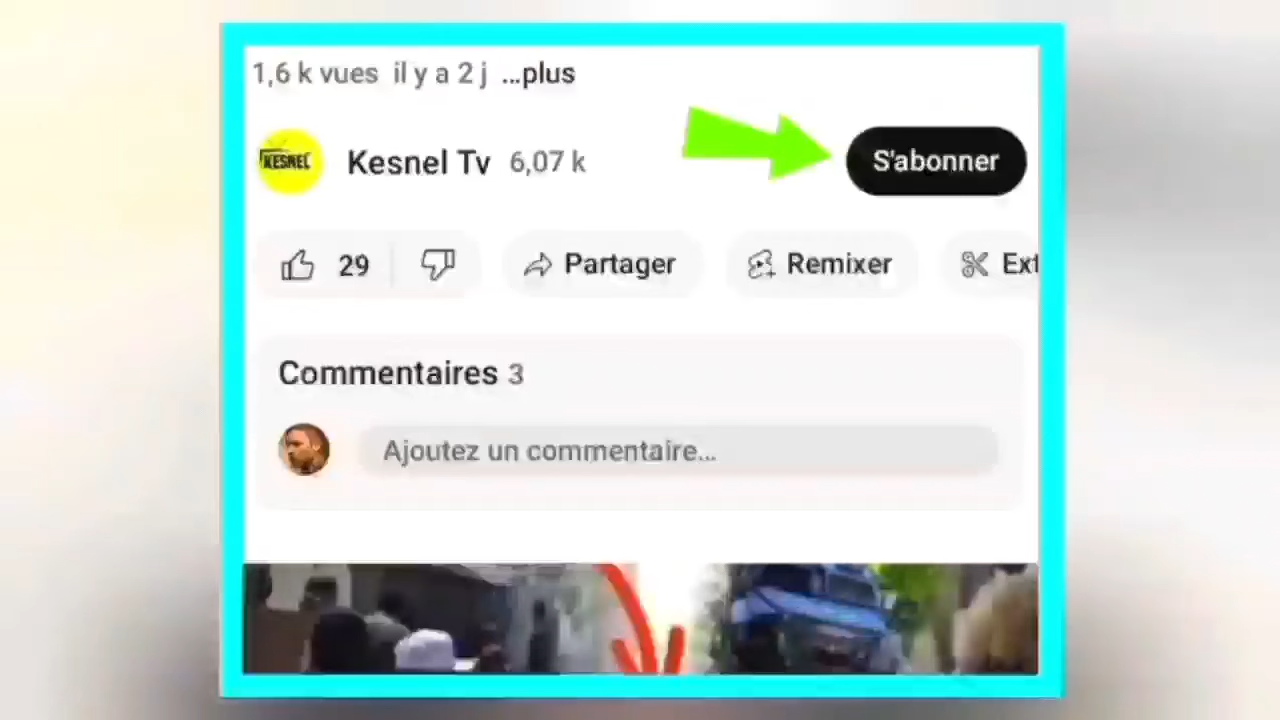 1,6 k vues il y a 2 j ...plus
KESNEL
Kesnel Tv 6,07 k
S'abonner
29
Partager
Remixer
Ext
Commentaires 3
Ajoutez un commentaire...